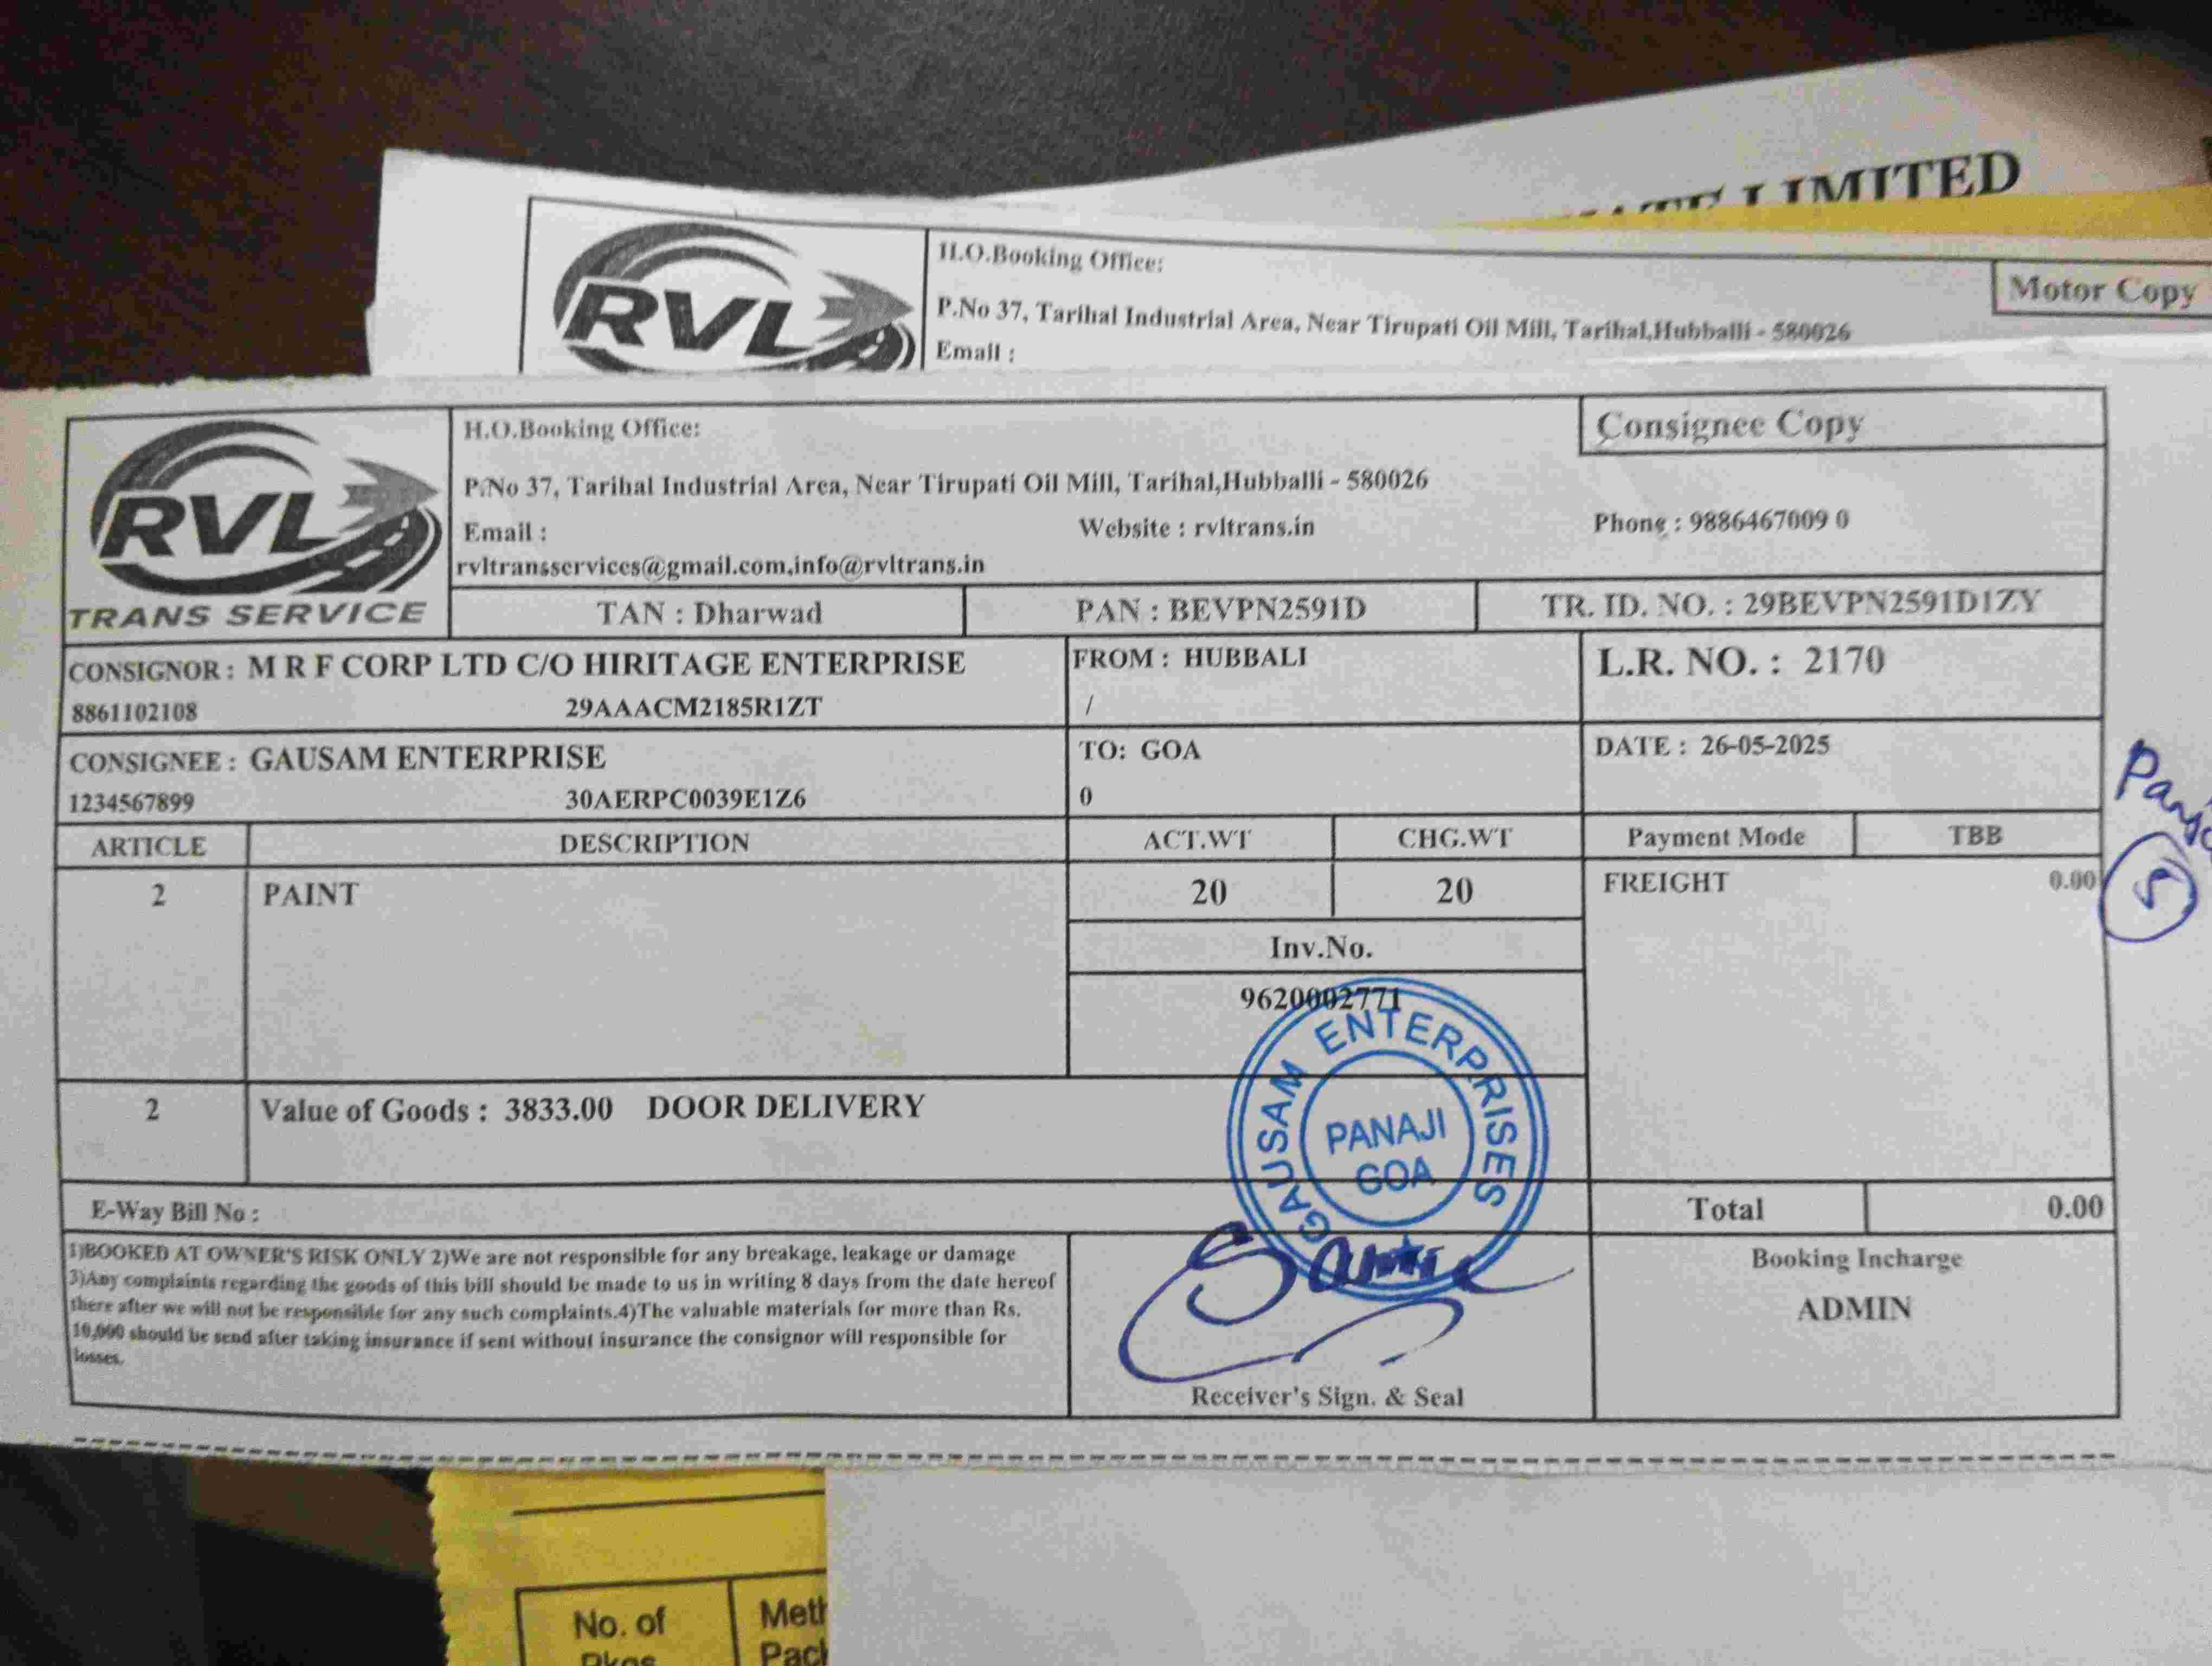 LIMITED
RVL
H.O.Booking Office:
Motor Copy
P.No 37, Tarihal Industrial Area, Near Tirupati Oil Mill, Tarihal,Hubballi - 580026
Email :
RVL
TRANS SERVICE
H.O.Booking Office:
Consignee Copy
P.No 37, Tarihal Industrial Area, Near Tirupati Oil Mill, Tarihal,Hubballi - 580026
Email :
Website : rvltrans.in
Phone : 9886467009 0
rvltransservices@gmail.com,info@rvltrans.in
TAN : Dharwad
PAN : BEVPN2591D
TR. ID. NO. : 29BEVPN2591D1ZY
CONSIGNOR : M R F CORP LTD C/O HIRITAGE ENTERPRISE
8861102108 29AAACM2185R1ZT
FROM : HUBBALI
/
L.R. NO. : 2170
CONSIGNEE : GAUSAM ENTERPRISE
1234567899 30AERPC0039E1Z6
TO: GOA
0
DATE : 26-05-2025
ARTICLE DESCRIPTION ACT.WT CHG.WT Payment Mode TBB
2 PAINT 20 20 FREIGHT 0.00
5
Inv.No.
9620002771
GAUSAM ENTERPRISES
PANAJI
GOA
2 Value of Goods : 3833.00 DOOR DELIVERY
E-Way Bill No :
Total 0.00
1)BOOKED AT OWNER'S RISK ONLY 2)We are not responsible for any breakage, leakage or damage
3)Any complaints regarding the goods of this bill should be made to us in writing 8 days from the date hereof
there after we will not be responsible for any such complaints.4)The valuable materials for more than Rs.
10,000 should be send after taking insurance if sent without insurance the consignor will responsible for
losses.
Receiver's Sign. & Seal
Booking Incharge
ADMIN
No. of
Pkgs